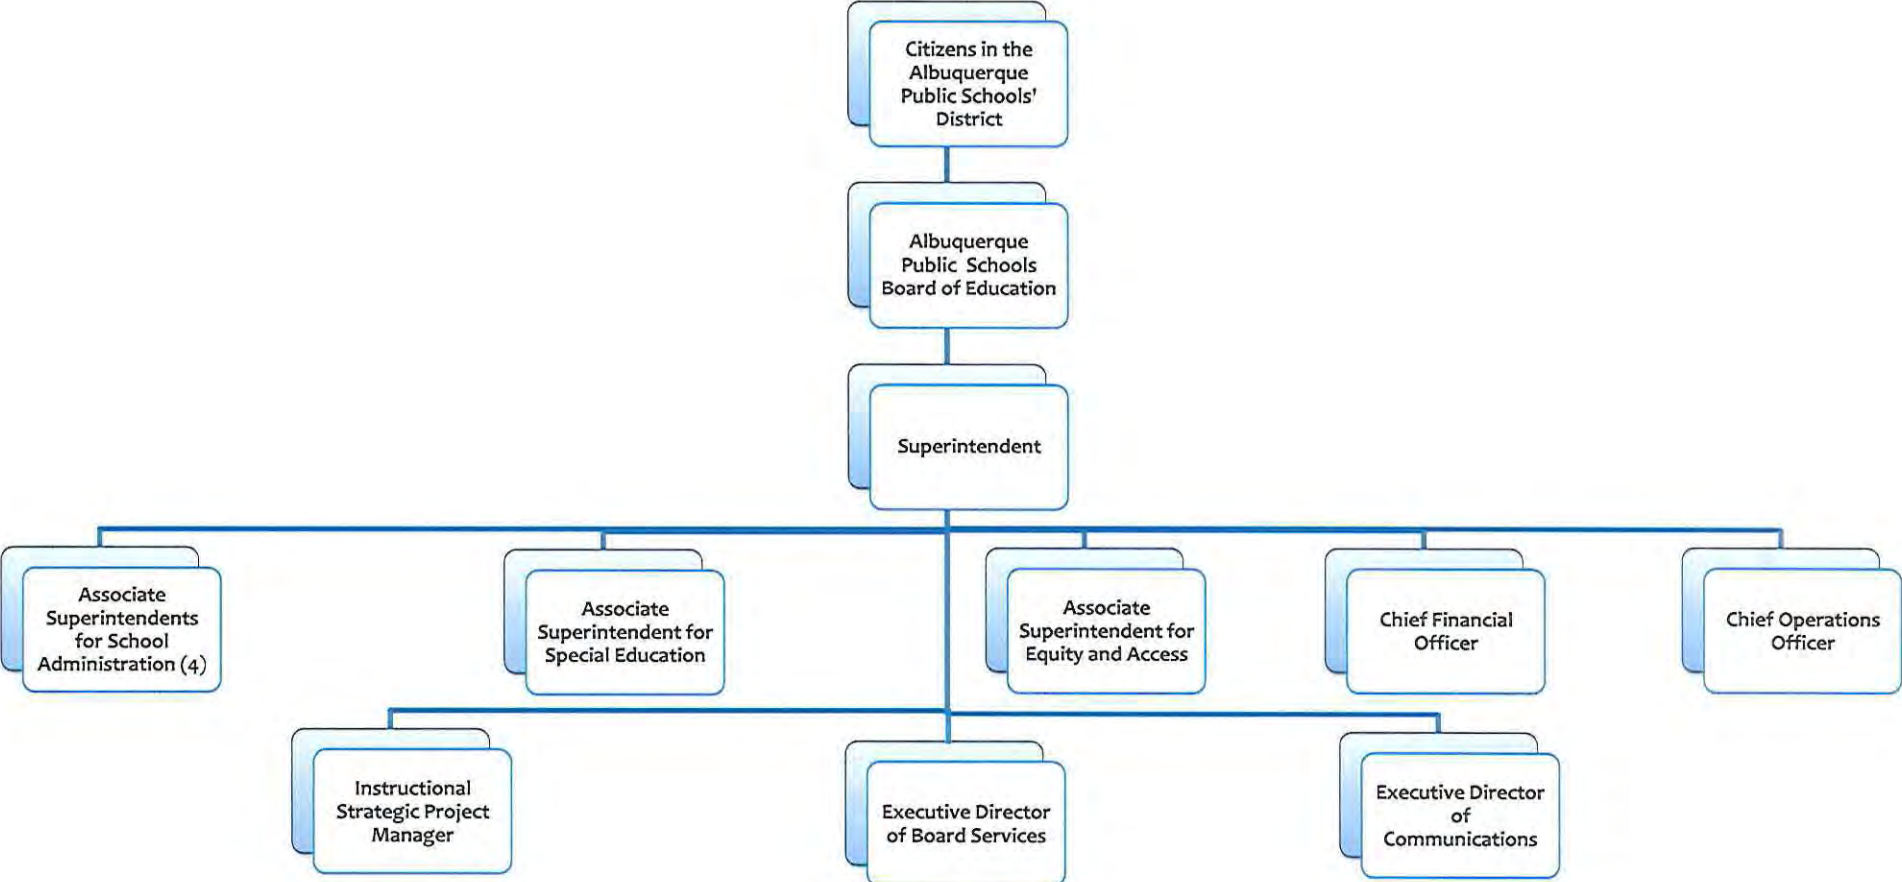 Citizens in the
Albuquerque
Public Schools'
District
Albuquerque
Public Schools
Board of Education
Superintendent
Associate
Superintendents
for School
Administration (4)
Associate
Superintendent for
Special Education
Associate
Superintendent for
Equity and Access
Chief Financial
Officer
Chief Operations
Officer
Instructional
Strategic Project
Manager
Executive Director
of Board Services
Executive Director
of
Communications